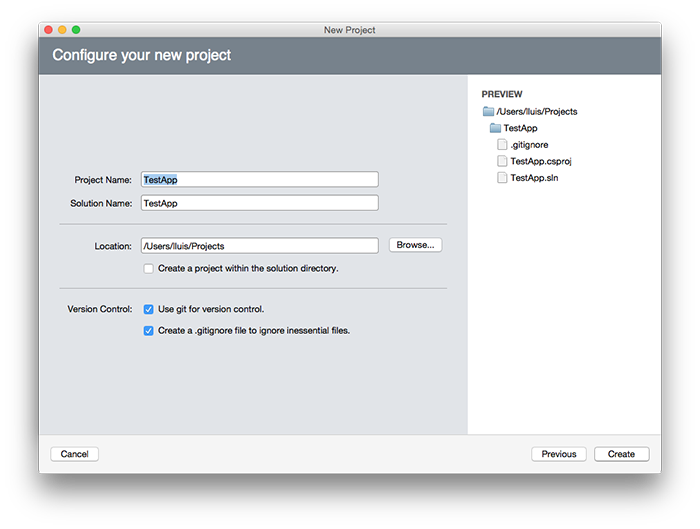 New Project
Configure your new project
Project Name: TestApp
Solution Name: TestApp
Location: /Users/lluis/Projects Browse...
Create a project within the solution directory.
Version Control: Use git for version control.
Create a .gitignore file to ignore inessential files.
PREVIEW
/Users/lluis/Projects
TestApp
.gitignore
TestApp.csproj
TestApp.sln
Cancel Previous Create